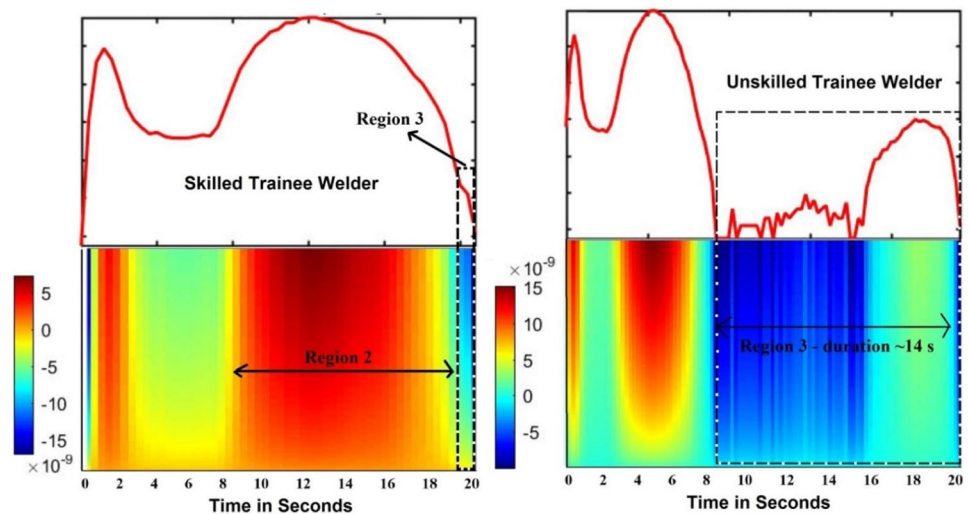 Region 3
Skilled Trainee Welder
5
0
-5
-10
-15
× 10⁻⁹
Region 2
0 2 4 6 8 10 12 14 16 18 20
Time in Seconds
Unskilled Trainee Welder
× 10⁻⁹
15
10
5
0
-5
Region 3 - duration ~14 s
0 2 4 6 8 10 12 14 16 18 20
Time in Seconds